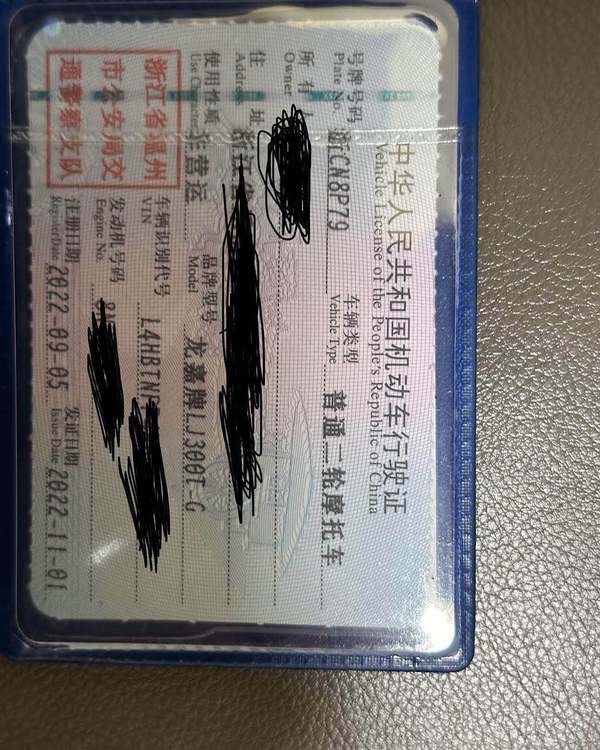 中华人民共和国机动车行驶证
Vehicle License of the People's Republic of China
号牌号码 浙CN8P79 车辆类型 普通二轮摩托车
Plate No. Vehicle Type
所有人
Owner
住址
Address
使用性质 非营运 品牌型号 龙嘉牌LJ300T-G
Use Model
浙江省温州
市公安局交
通警察支队
车辆识别代号 L4HBTNF
VIN
发动机号码
Engine No.
注册日期 2022-09-05 发证日期 2022-11-01
Register Date Issue Date